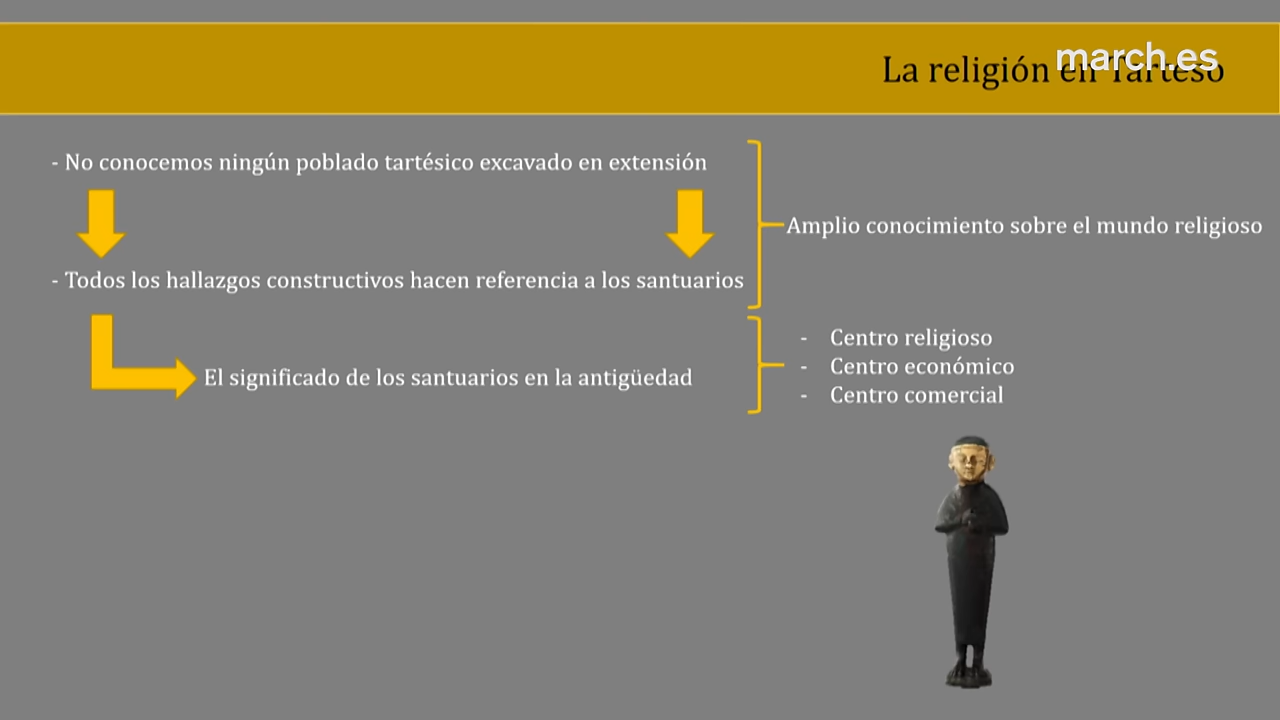 march.es
La religión en Tarteso
- No conocemos ningún poblado tartésico excavado en extensión
Amplio conocimiento sobre el mundo religioso
- Todos los hallazgos constructivos hacen referencia a los santuarios
El significado de los santuarios en la antigüedad
- Centro religioso
- Centro económico
- Centro comercial